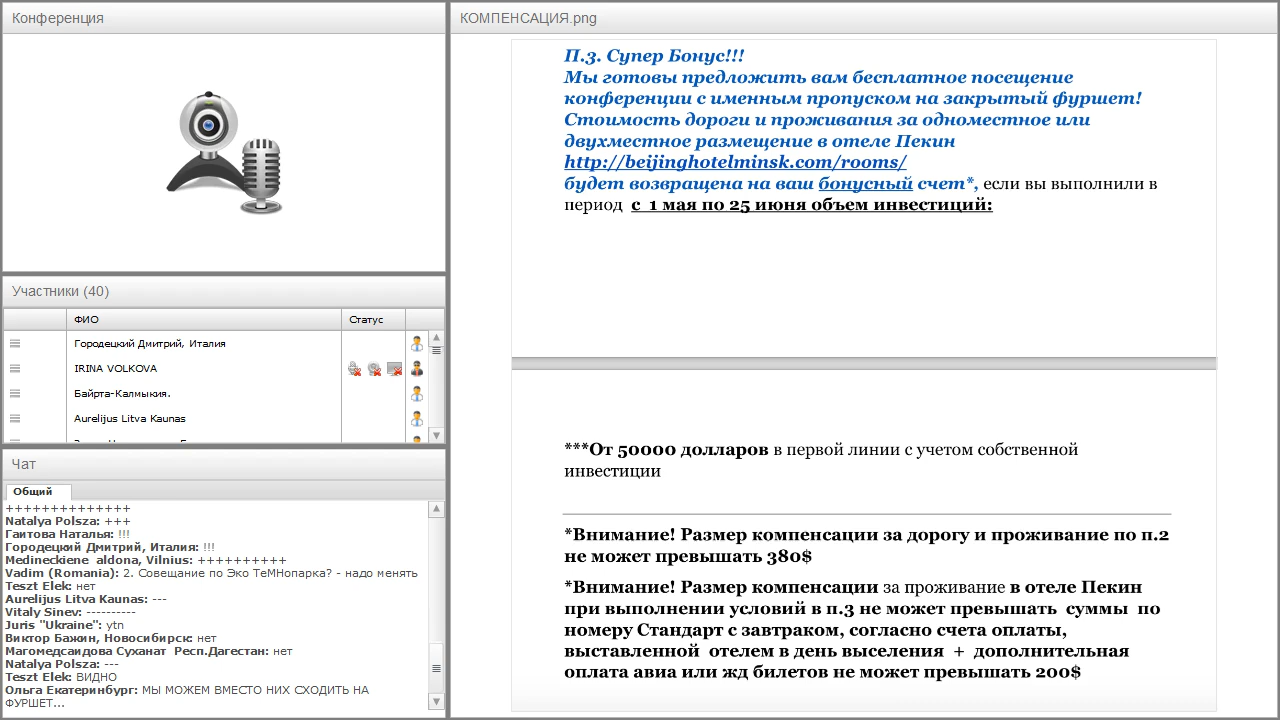 Конференция
Участники (40)
ФИО
Статус
Городецкий Дмитрий, Италия
IRINA VOLKOVA
Байрта-Калмыкия.
Aurelijus Litva Kaunas
Чат
Общий
++++++++++++++
Natalya Polsza: +++
Гаитова Наталья: !!!
Городецкий Дмитрий, Италия: !!!
Medineckiene aldona, Vilnius: ++++++++++
Vadim (Romania): 2. Совещание по Эко ТеМНопарка? - надо менять
Teszt Elek: нет
Aurelijus Litva Kaunas: ---
Vitaly Sinev: ----------
Juris "Ukraine": ytn
Виктор Бажин, Новосибирск: нет
Магомедсаидова Суханат Респ.Дагестан: нет
Natalya Polsza: ---
Teszt Elek: ВИДНО
Ольга Екатеринбург: МЫ МОЖЕМ ВМЕСТО НИХ СХОДИТЬ НА
ФУРШЕТ...
КОМПЕНСАЦИЯ.png
П.3. Супер Бонус!!!
Мы готовы предложить вам бесплатное посещение
конференции с именным пропуском на закрытый фуршет!
Стоимость дороги и проживания за одноместное или
двухместное размещение в отеле Пекин
http://beijinghotelminsk.com/rooms/
будет возвращена на ваш бонусный счет*, если вы выполнили в
период с 1 мая по 25 июня объем инвестиций:
***От 50000 долларов в первой линии с учетом собственной
инвестиции
*Внимание! Размер компенсации за дорогу и проживание по п.2
не может превышать 380$
*Внимание! Размер компенсации за проживание в отеле Пекин
при выполнении условий в п.3 не может превышать суммы по
номеру Стандарт с завтраком, согласно счета оплаты,
выставленной отелем в день выселения + дополнительная
оплата авиа или жд билетов не может превышать 200$